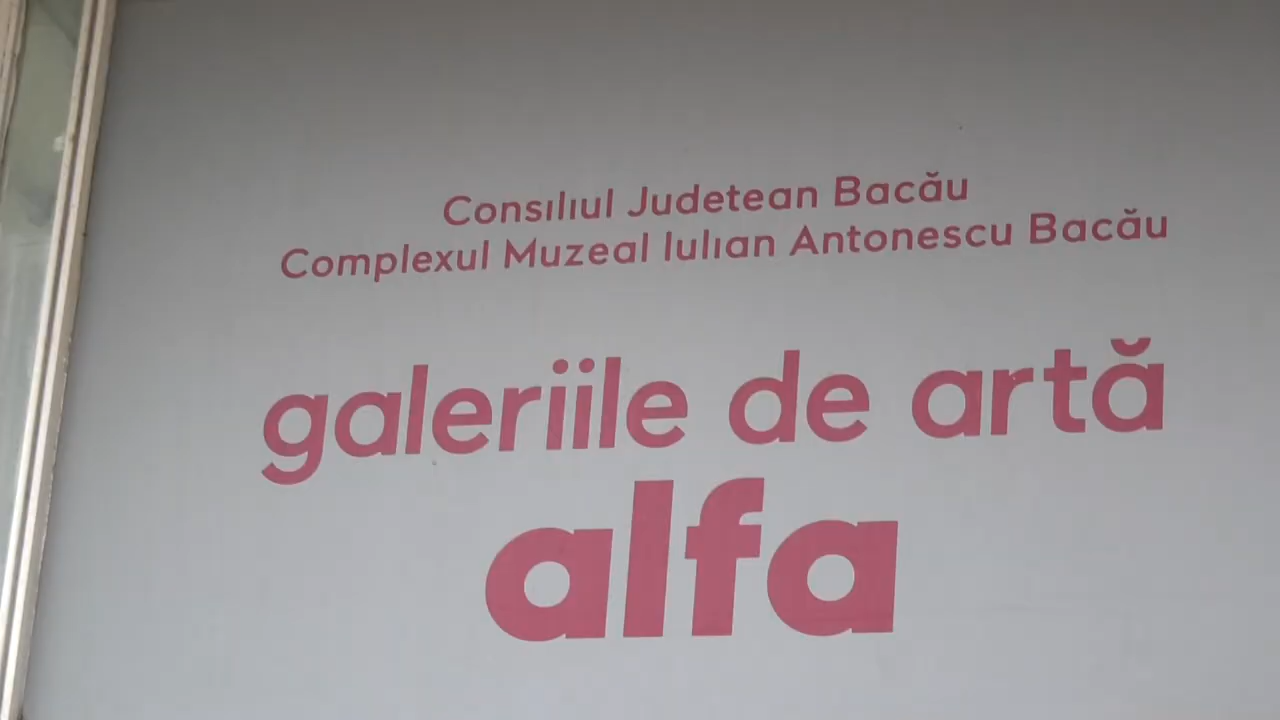 Consiliul Judetean Bacău
Complexul Muzeal Iulian Antonescu Bacău
galeriile de artă
alfa